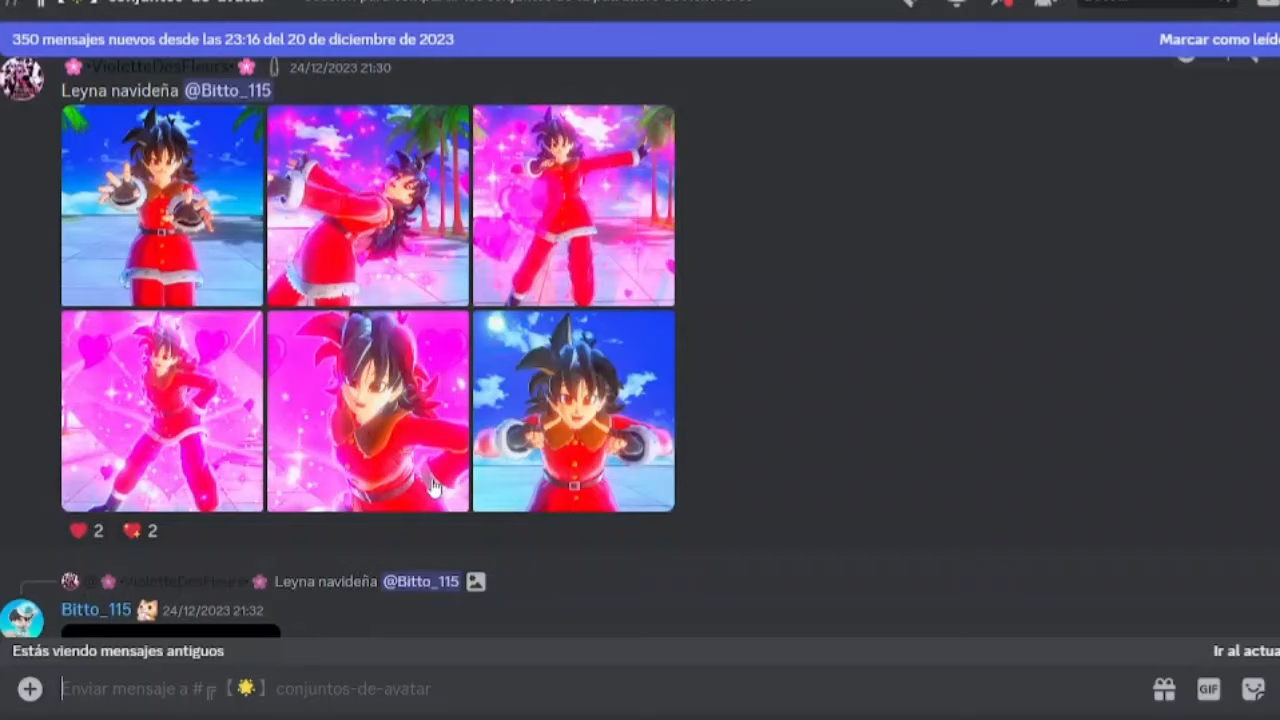 350 mensajes nuevos desde las 23:16 del 20 de diciembre de 2023
Marcar como leíd
•VioletteDesFleurs• 24/12/2023 21:30
Leyna navideña @Bitto_115
2 2
•VioletteDesFleurs• Leyna navideña @Bitto_115
Bitto_115 24/12/2023 21:32
Estás viendo mensajes antiguos
Ir al actua
Enviar mensaje a #╔【🌟】conjuntos-de-avatar
GIF